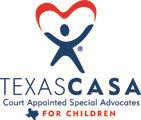 TEXAS CASA
Court Appointed Special Advocates
FOR CHILDREN